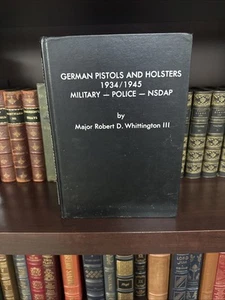 GERMAN PISTOLS AND HOLSTERS
1934/1945
MILITARY — POLICE — NSDAP
by
Major Robert D. Whittington III